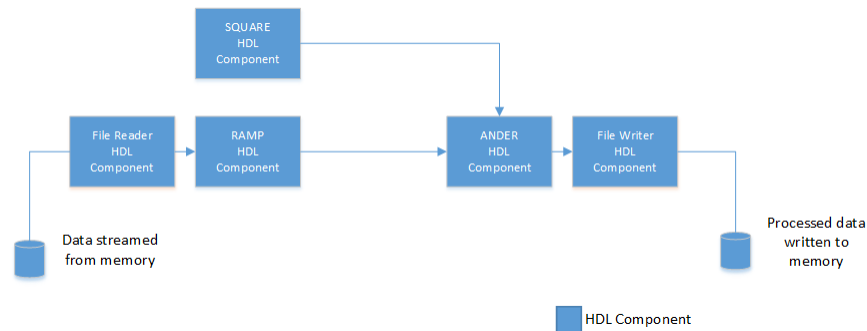 SQUARE
HDL
Component
File Reader
HDL
Component
RAMP
HDL
Component
ANDER
HDL
Component
File Writer
HDL
Component
Data streamed
from memory
Processed data
written to
memory
HDL Component